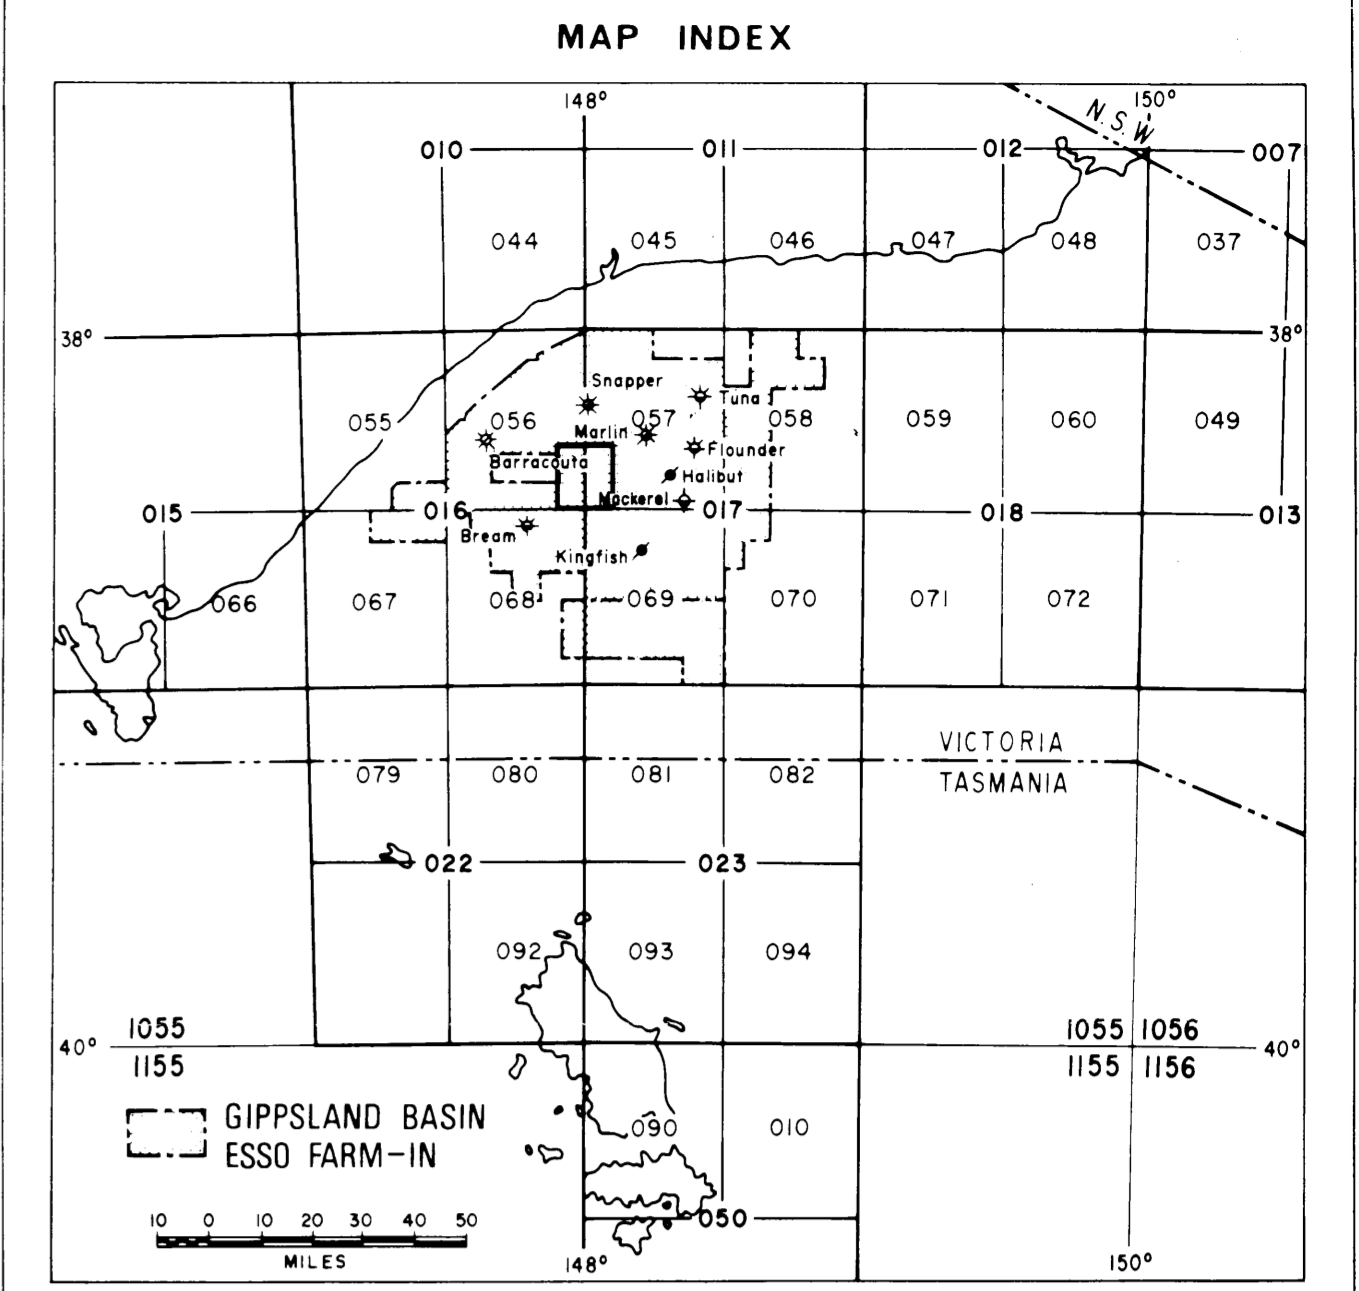 MAP INDEX
148° 150°
N.S.W
010 011 012 007
044 045 046 047 048 037
38° 38°
Snapper
Tuna
055 056 057 058 059 060 049
Marlin
Flounder
Barracouta
Halibut
Mackerel
015 016 017 018 013
Bream
Kingfish
066 067 068 069 070 071 072
VICTORIA
079 080 081 082 TASMANIA
022 023
092 093 094
1055 1055 1056
40° 40°
1155 1155 1156
GIPPSLAND BASIN
ESSO FARM-IN
090 010
10 0 10 20 30 40 50
050
MILES
148° 150°